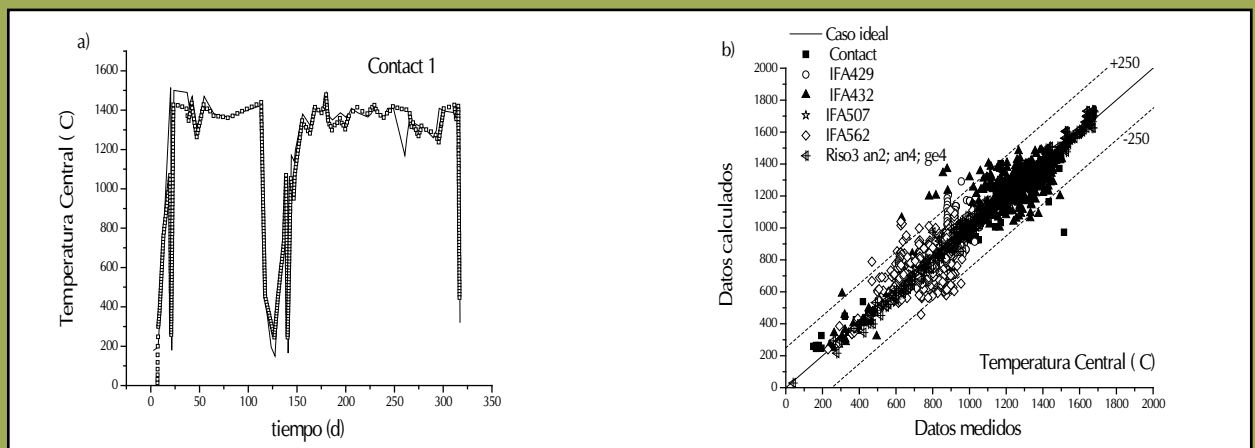 a)
Contact 1
Temperatura Central ( C)
1600
1400
1200
1000
800
600
400
200
0
0 50 100 150 200 250 300 350
tiempo (d)
b)
Caso ideal
Contact
IFA429
IFA432
IFA507
IFA562
Riso3 an2; an4; ge4
+250
-250
Datos calculados
2000
1800
1600
1400
1200
1000
800
600
400
200
0
Temperatura Central ( C)
0 200 400 600 800 1000 1200 1400 1600 1800 2000
Datos medidos